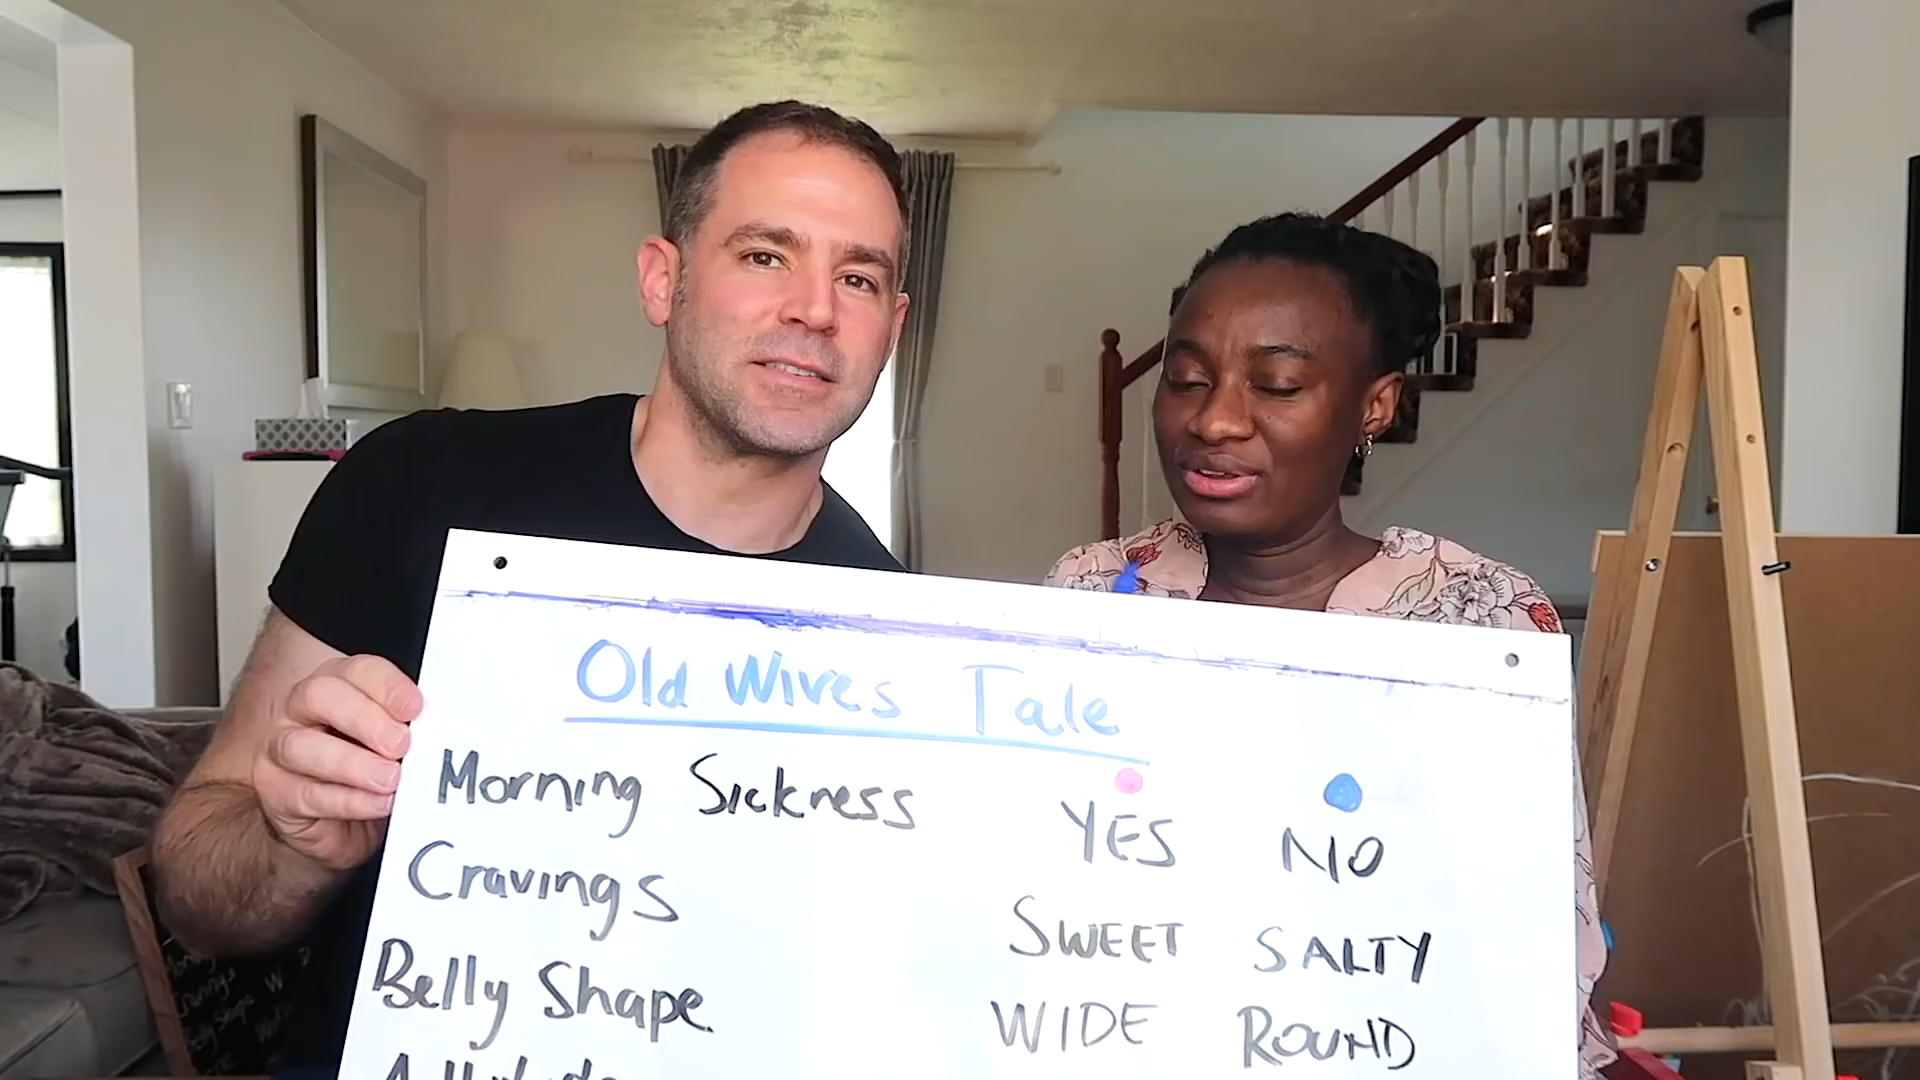 Old Wives Tale
Morning Sickness YES NO
Cravings SWEET SALTY
Belly Shape WIDE ROUND